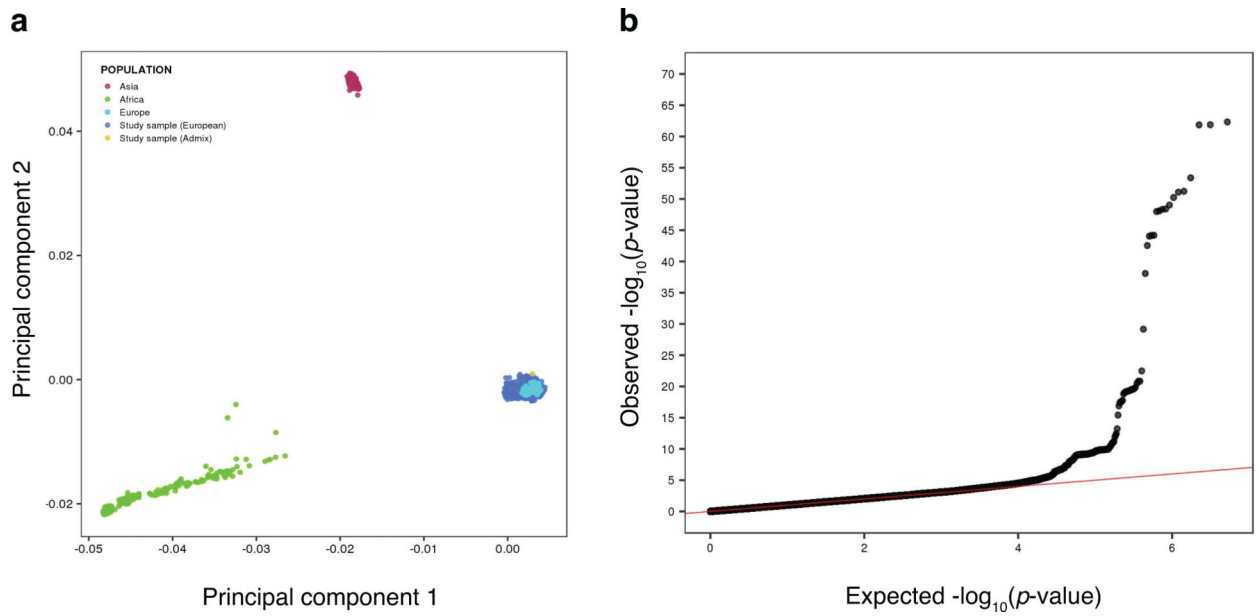 a
POPULATION
Asia
Africa
Europe
Study sample (European)
Study sample (Admix)
Principal component 2
0.04
0.02
0.00
-0.02
-0.05
-0.04
-0.03
-0.02
-0.01
0.00
Principal component 1
b
Observed -log10(p-value)
70
65
60
55
50
45
40
35
30
25
20
15
10
5
0
0
2
4
6
Expected -log10(p-value)